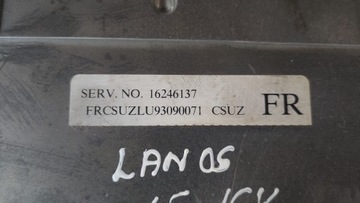 SERV. NO. 16246137
FRCSUZLU93090071 CSUZ FR
LANOS